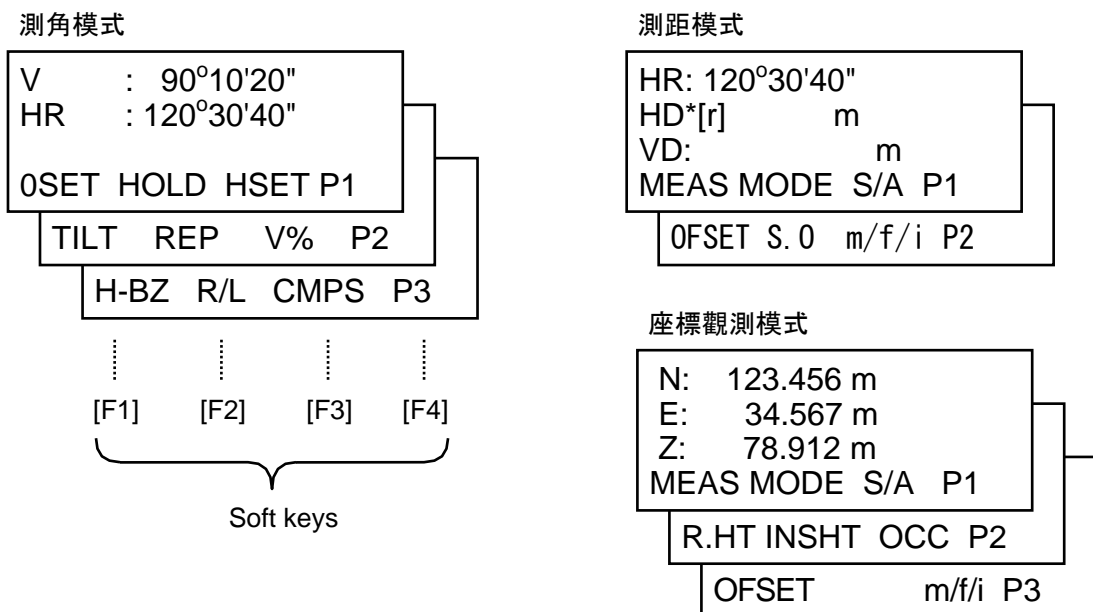 測角模式
V : 90°10'20"
HR : 120°30'40"
0SET HOLD HSET P1
TILT REP V% P2
H-BZ R/L CMPS P3
[F1] [F2] [F3] [F4]
Soft keys
測距模式
HR: 120°30'40"
HD*[r] m
VD: m
MEAS MODE S/A P1
OFSET S.O m/f/i P2
座標觀測模式
N: 123.456 m
E: 34.567 m
Z: 78.912 m
MEAS MODE S/A P1
R.HT INSHT OCC P2
OFSET m/f/i P3